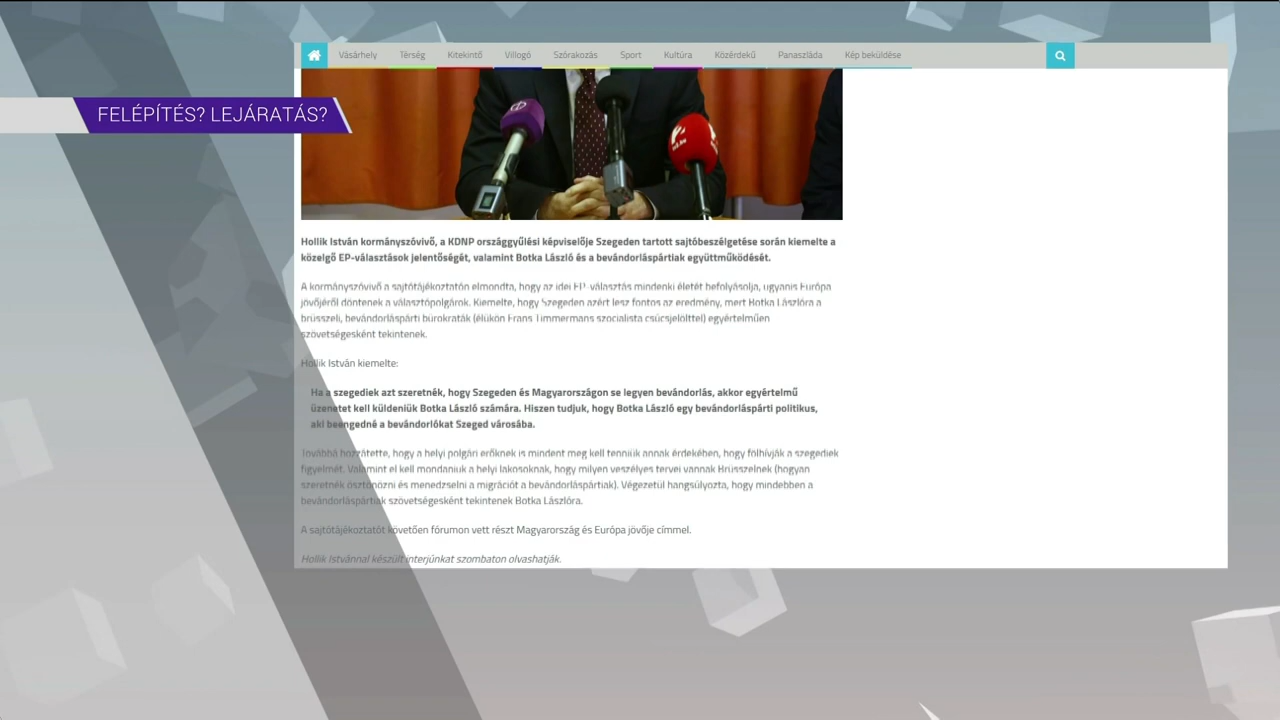 Vásárhely Térség Kitekintő Villogó Szórakozás Sport Kultúra Közérdekű Panaszláda Kép beküldése
FELÉPÍTÉS? LEJÁRATÁS?
Hollik István kormányszóvivő, a KDNP országgyűlési képviselője Szegeden tartott sajtóbeszélgetése során kiemelte a
közelgő EP-választások jelentőségét, valamint Botka László és a bevándorláspártiak együttműködését.
A kormányszóvivő a sajtótájékoztatón elmondta, hogy az idei EP-választás mindenki életét befolyásolja, ugyanis Európa
jövőjéről döntenek a választópolgárok. Kiemelte, hogy Szegeden azért lesz fontos az eredmény, mert Botka Lászlóra a
brüsszeli, bevándorláspárti bürokraták (élükön Frans Timmermans szocialista csúcsjelölttel) egyértelműen
szövetségesként tekintenek.
Hollik István kiemelte:
Ha a szegediek azt szeretnék, hogy Szegeden és Magyarországon se legyen bevándorlás, akkor egyértelmű
üzenetet kell küldeniük Botka László számára. Hiszen tudjuk, hogy Botka László egy bevándorláspárti politikus,
aki beengedné a bevándorlókat Szeged városába.
Továbbá hozzátette, hogy a helyi polgári erőknek is mindent meg kell tenniük annak érdekében, hogy fölhívják a szegediek
figyelmét. Valamint el kell mondaniuk a helyi lakosoknak, hogy milyen veszélyes tervei vannak Brüsszelnek (hogyan
szeretnék ösztönözni és menedzselni a migrációt a bevándorláspártiak). Végezetül hangsúlyozta, hogy mindebben a
bevándorláspártiak szövetségesként tekintenek Botka Lászlóra.
A sajtótájékoztatót követően fórumon vett részt Magyarország és Európa jövője címmel.
Hollik Istvánnal készült interjúnkat szombaton olvashatják.